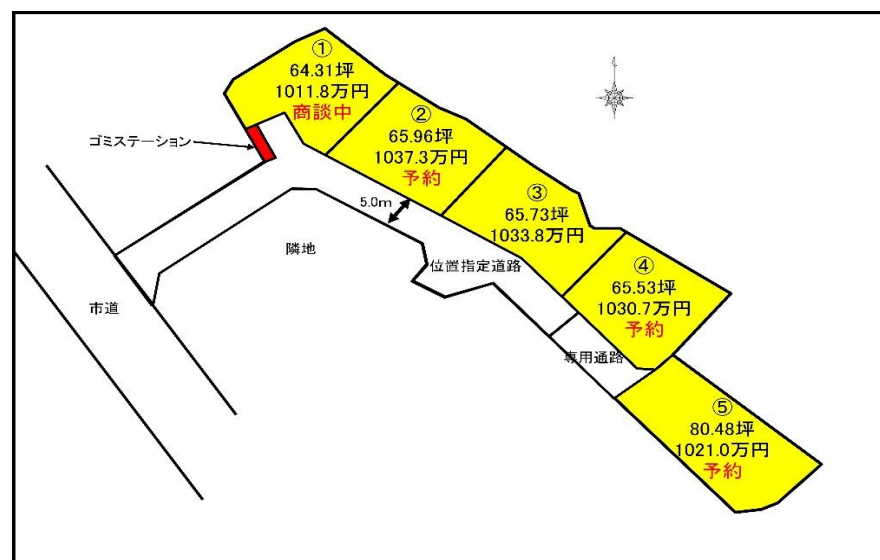 ①
64.31坪
1011.8万円
商談中
②
65.96坪
1037.3万円
予約
ゴミステーション
③
65.73坪
1033.8万円
5.0m
隣地
位置指定道路
④
65.53坪
1030.7万円
予約
市道
専用通路
⑤
80.48坪
1021.0万円
予約